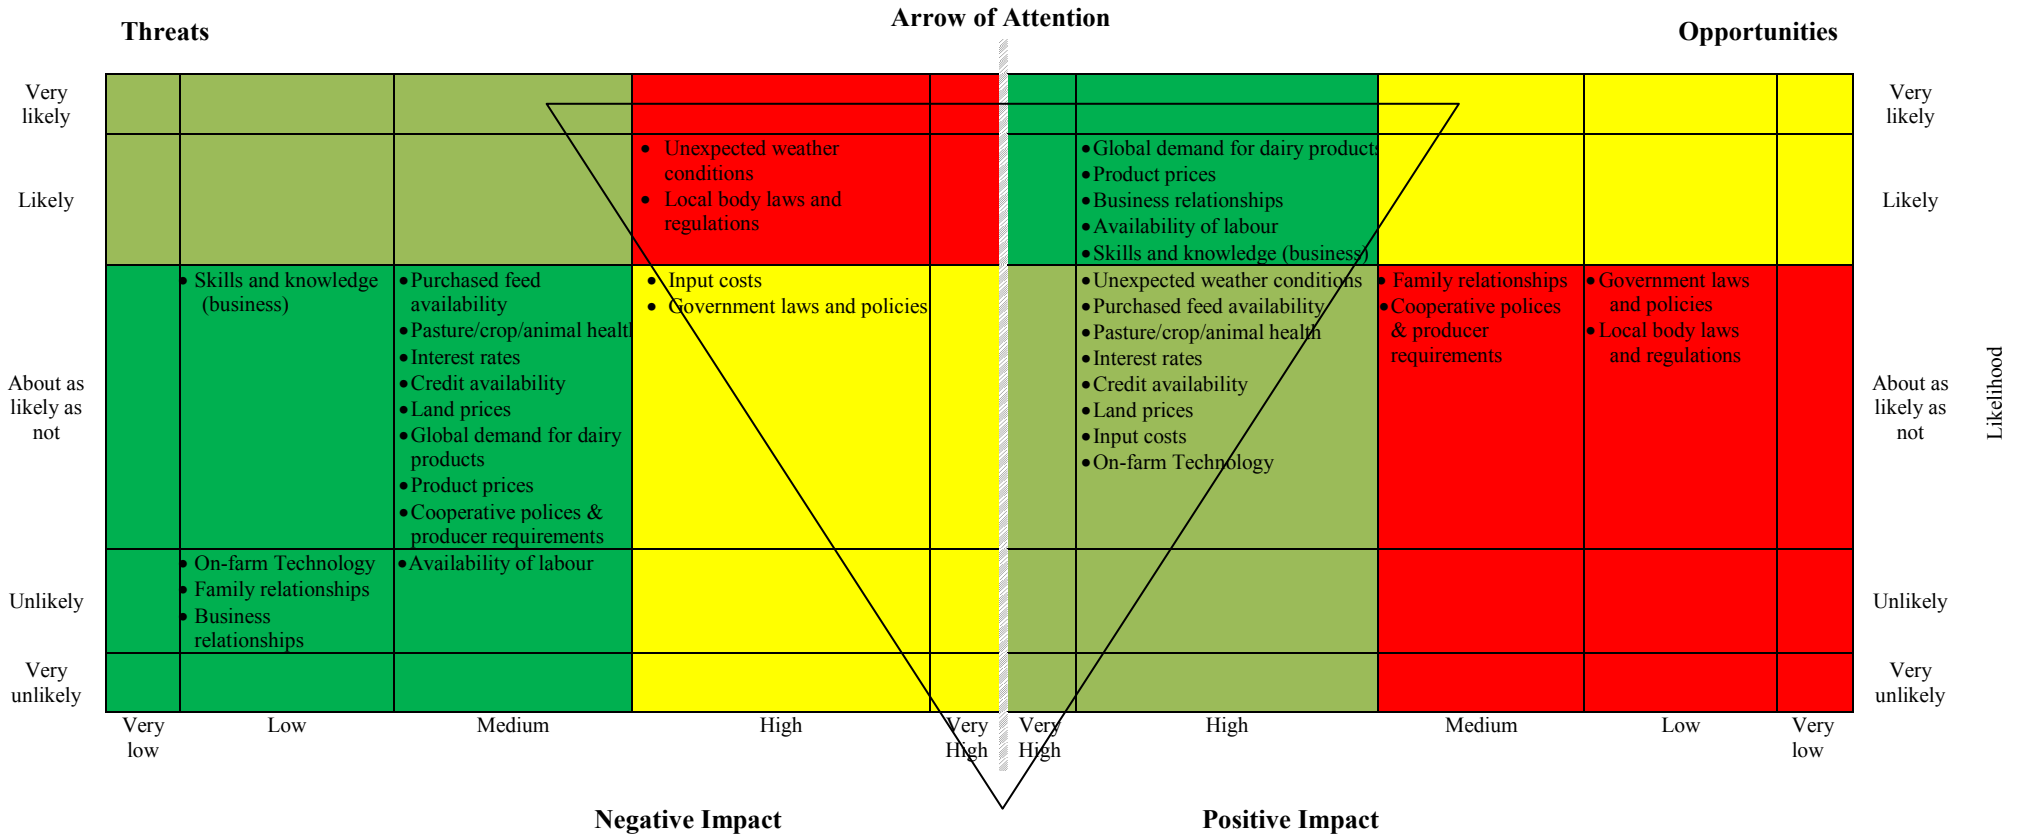 Arrow of Attention
Threats
Opportunities
Very
likely
Very
likely
Likely
• Unexpected weather
conditions
• Local body laws and
regulations
• Global demand for dairy products
• Product prices
• Business relationships
• Availability of labour
• Skills and knowledge (business)
Likely
About as
likely as
not
• Skills and knowledge
(business)
• Purchased feed
availability
• Pasture/crop/animal health
• Interest rates
• Credit availability
• Land prices
• Global demand for dairy
products
• Product prices
• Cooperative polices &
producer requirements
• Input costs
• Government laws and policies
• Unexpected weather conditions
• Purchased feed availability
• Pasture/crop/animal health
• Interest rates
• Credit availability
• Land prices
• Input costs
• On-farm Technology
• Family relationships
• Cooperative polices
& producer
requirements
• Government laws
and policies
• Local body laws
and regulations
About as
likely as
not
Likelihood
Unlikely
• On-farm Technology
• Family relationships
• Business
relationships
• Availability of labour
Unlikely
Very
unlikely
Very
unlikely
Very
low
Low
Medium
High
Very
High
Very
High
High
Medium
Low
Very
low
Negative Impact
Positive Impact